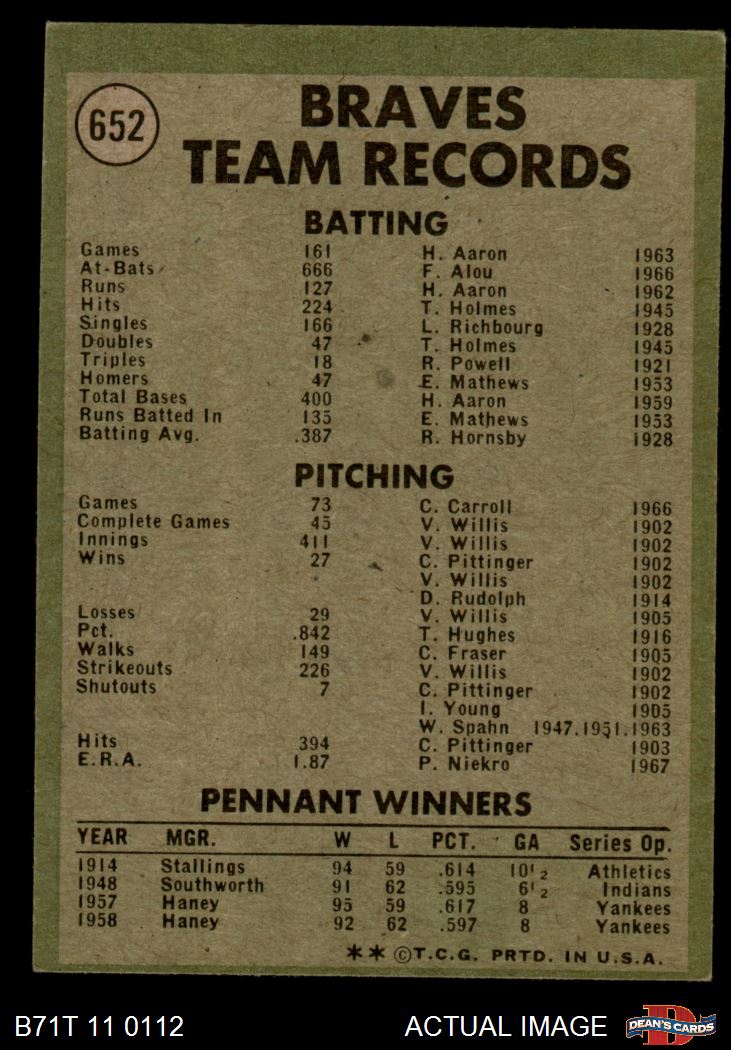 652
BRAVES
TEAM RECORDS
BATTING
Games 161 H. Aaron 1963
At-Bats 666 F. Alou 1966
Runs 127 H. Aaron 1962
Hits 224 T. Holmes 1945
Singles 166 L. Richbourg 1928
Doubles 47 T. Holmes 1945
Triples 18 R. Powell 1921
Homers 47 E. Mathews 1953
Total Bases 400 H. Aaron 1959
Runs Batted In 135 E. Mathews 1953
Batting Avg. .387 R. Hornsby 1928
PITCHING
Games 73 C. Carroll 1966
Complete Games 45 V. Willis 1902
Innings 411 V. Willis 1902
Wins 27 C. Pittinger 1902
V. Willis 1902
D. Rudolph 1914
Losses 29 V. Willis 1905
Pct. .842 T. Hughes 1916
Walks 149 C. Fraser 1905
Strikeouts 226 V. Willis 1902
Shutouts 7 C. Pittinger 1902
I. Young 1905
W. Spahn 1947,1951,1963
Hits 394 C. Pittinger 1903
E.R.A. 1.87 P. Niekro 1967
PENNANT WINNERS
YEAR MGR. W L PCT. GA Series Op.
1914 Stallings 94 59 .614 10½ Athletics
1948 Southworth 91 62 .595 6½ Indians
1957 Haney 95 59 .617 8 Yankees
1958 Haney 92 62 .597 8 Yankees
** ©T.C.G. PRTD. IN U.S.A.
B71T 11 0112 ACTUAL IMAGE DEAN'S CARDS